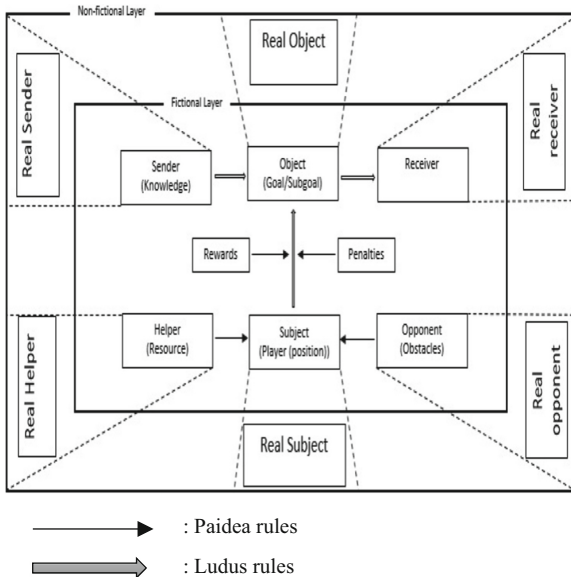 Non-fictional Layer
Real Object
Real Sender
Real
receiver
Fictional Layer
Sender
(Knowledge)
Object
(Goal/Subgoal)
Receiver
Rewards
Penalties
Helper
(Resource)
Subject
(Player (position))
Opponent
(Obstacles)
Real Helper
Real Subject
Real
opponent
: Paidea rules
: Ludus rules